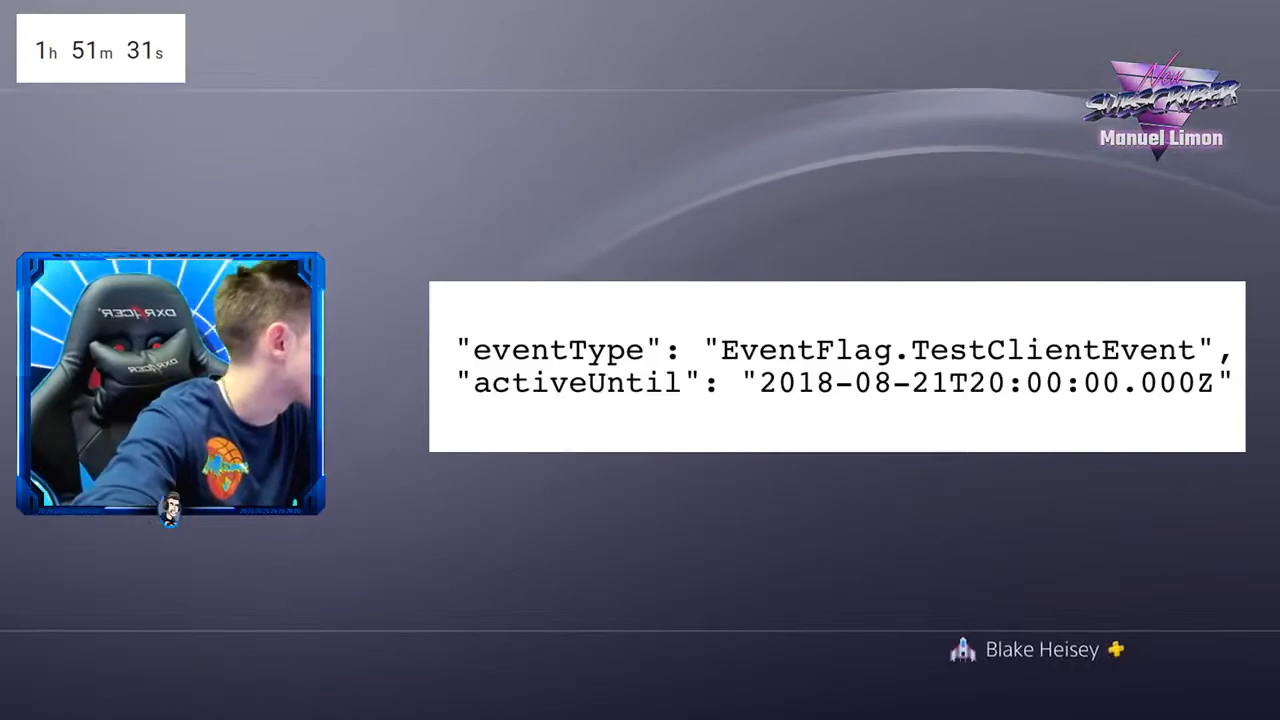 1h 51m 31s
New
SUBSCRIBER
Manuel Limon
DXRACER
DXRACER
"eventType": "EventFlag.TestClientEvent",
"activeUntil": "2018-08-21T20:00:00.000Z"
Blake Heisey